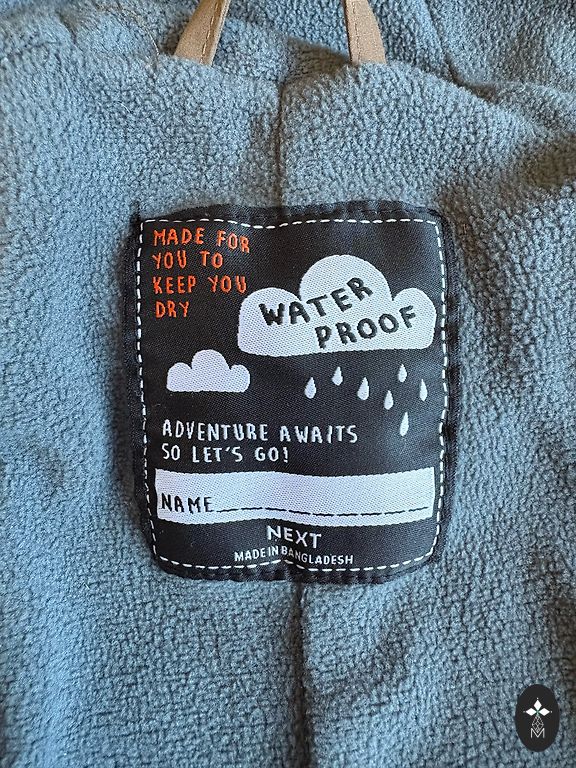 MADE FOR
YOU TO
KEEP YOU
DRY
WATER
PROOF
ADVENTURE AWAITS
SO LET'S GO!
NAME
NEXT
MADE IN BANGLADESH
M